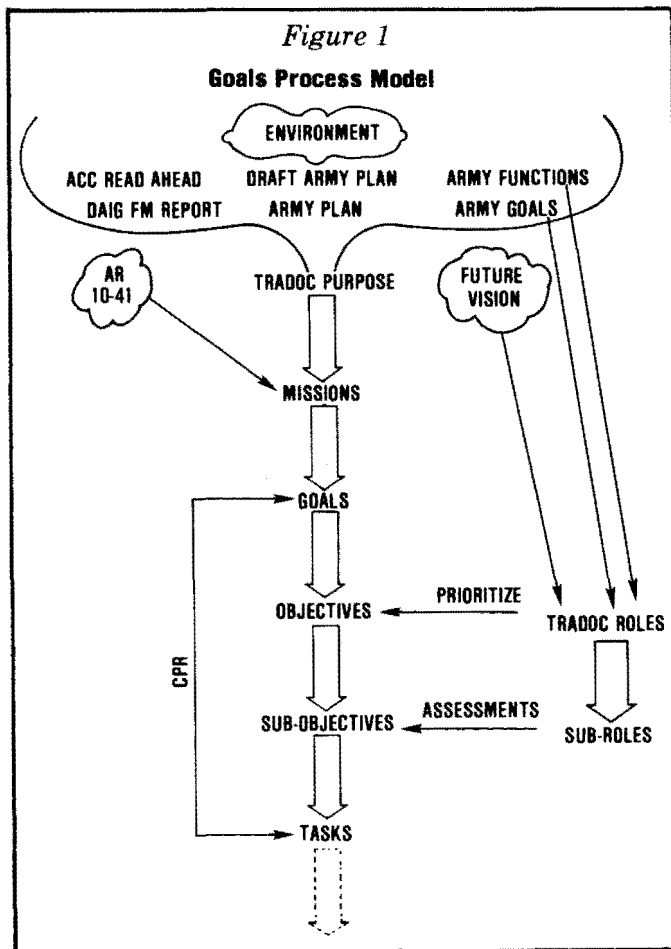 Figure 1
Goals Process Model
ENVIRONMENT
ACC READ AHEAD DRAFT ARMY PLAN ARMY FUNCTIONS
DAIG FM REPORT ARMY PLAN ARMY GOALS
AR
10-41
TRADOC PURPOSE
FUTURE
VISION
MISSIONS
GOALS
OBJECTIVES
PRIORITIZE
TRADOC ROLES
CPR
SUB-OBJECTIVES
ASSESSMENTS
SUB-ROLES
TASKS